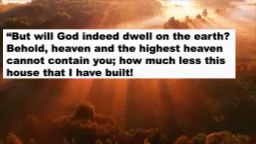 “But will God indeed dwell on the earth?
Behold, heaven and the highest heaven
cannot contain you; how much less this
house that I have built!